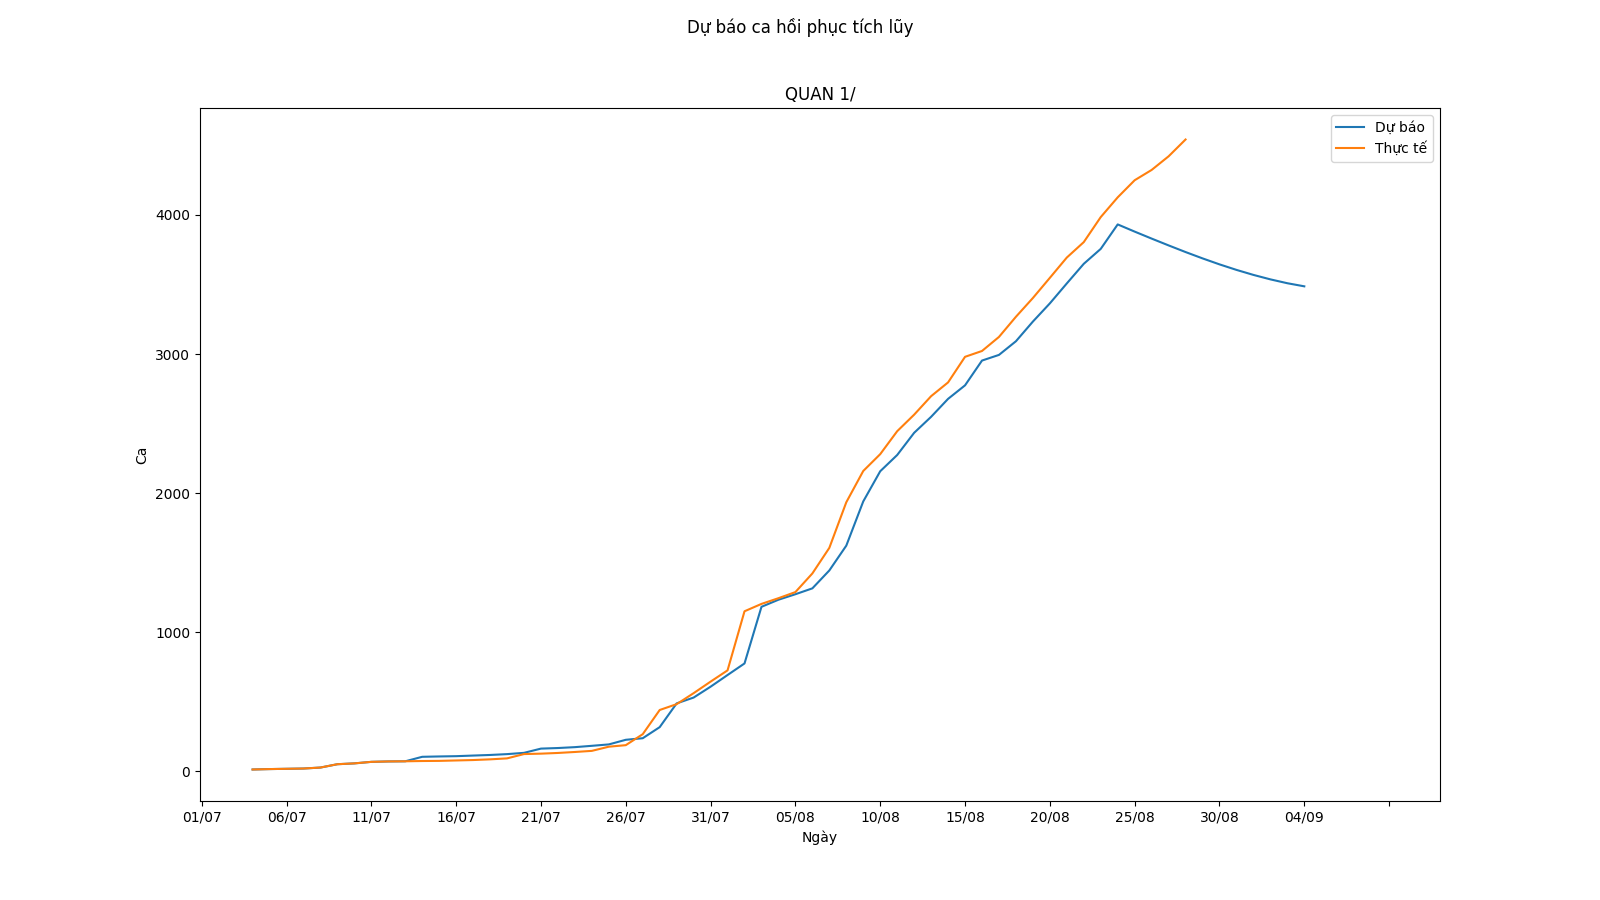 Dự báo ca hồi phục tích lũy
QUAN 1/
Dự báo
Thực tế
4000
3000
2000
1000
0
Ca
01/07 06/07 11/07 16/07 21/07 26/07 31/07 05/08 10/08 15/08 20/08 25/08 30/08 04/09
Ngày